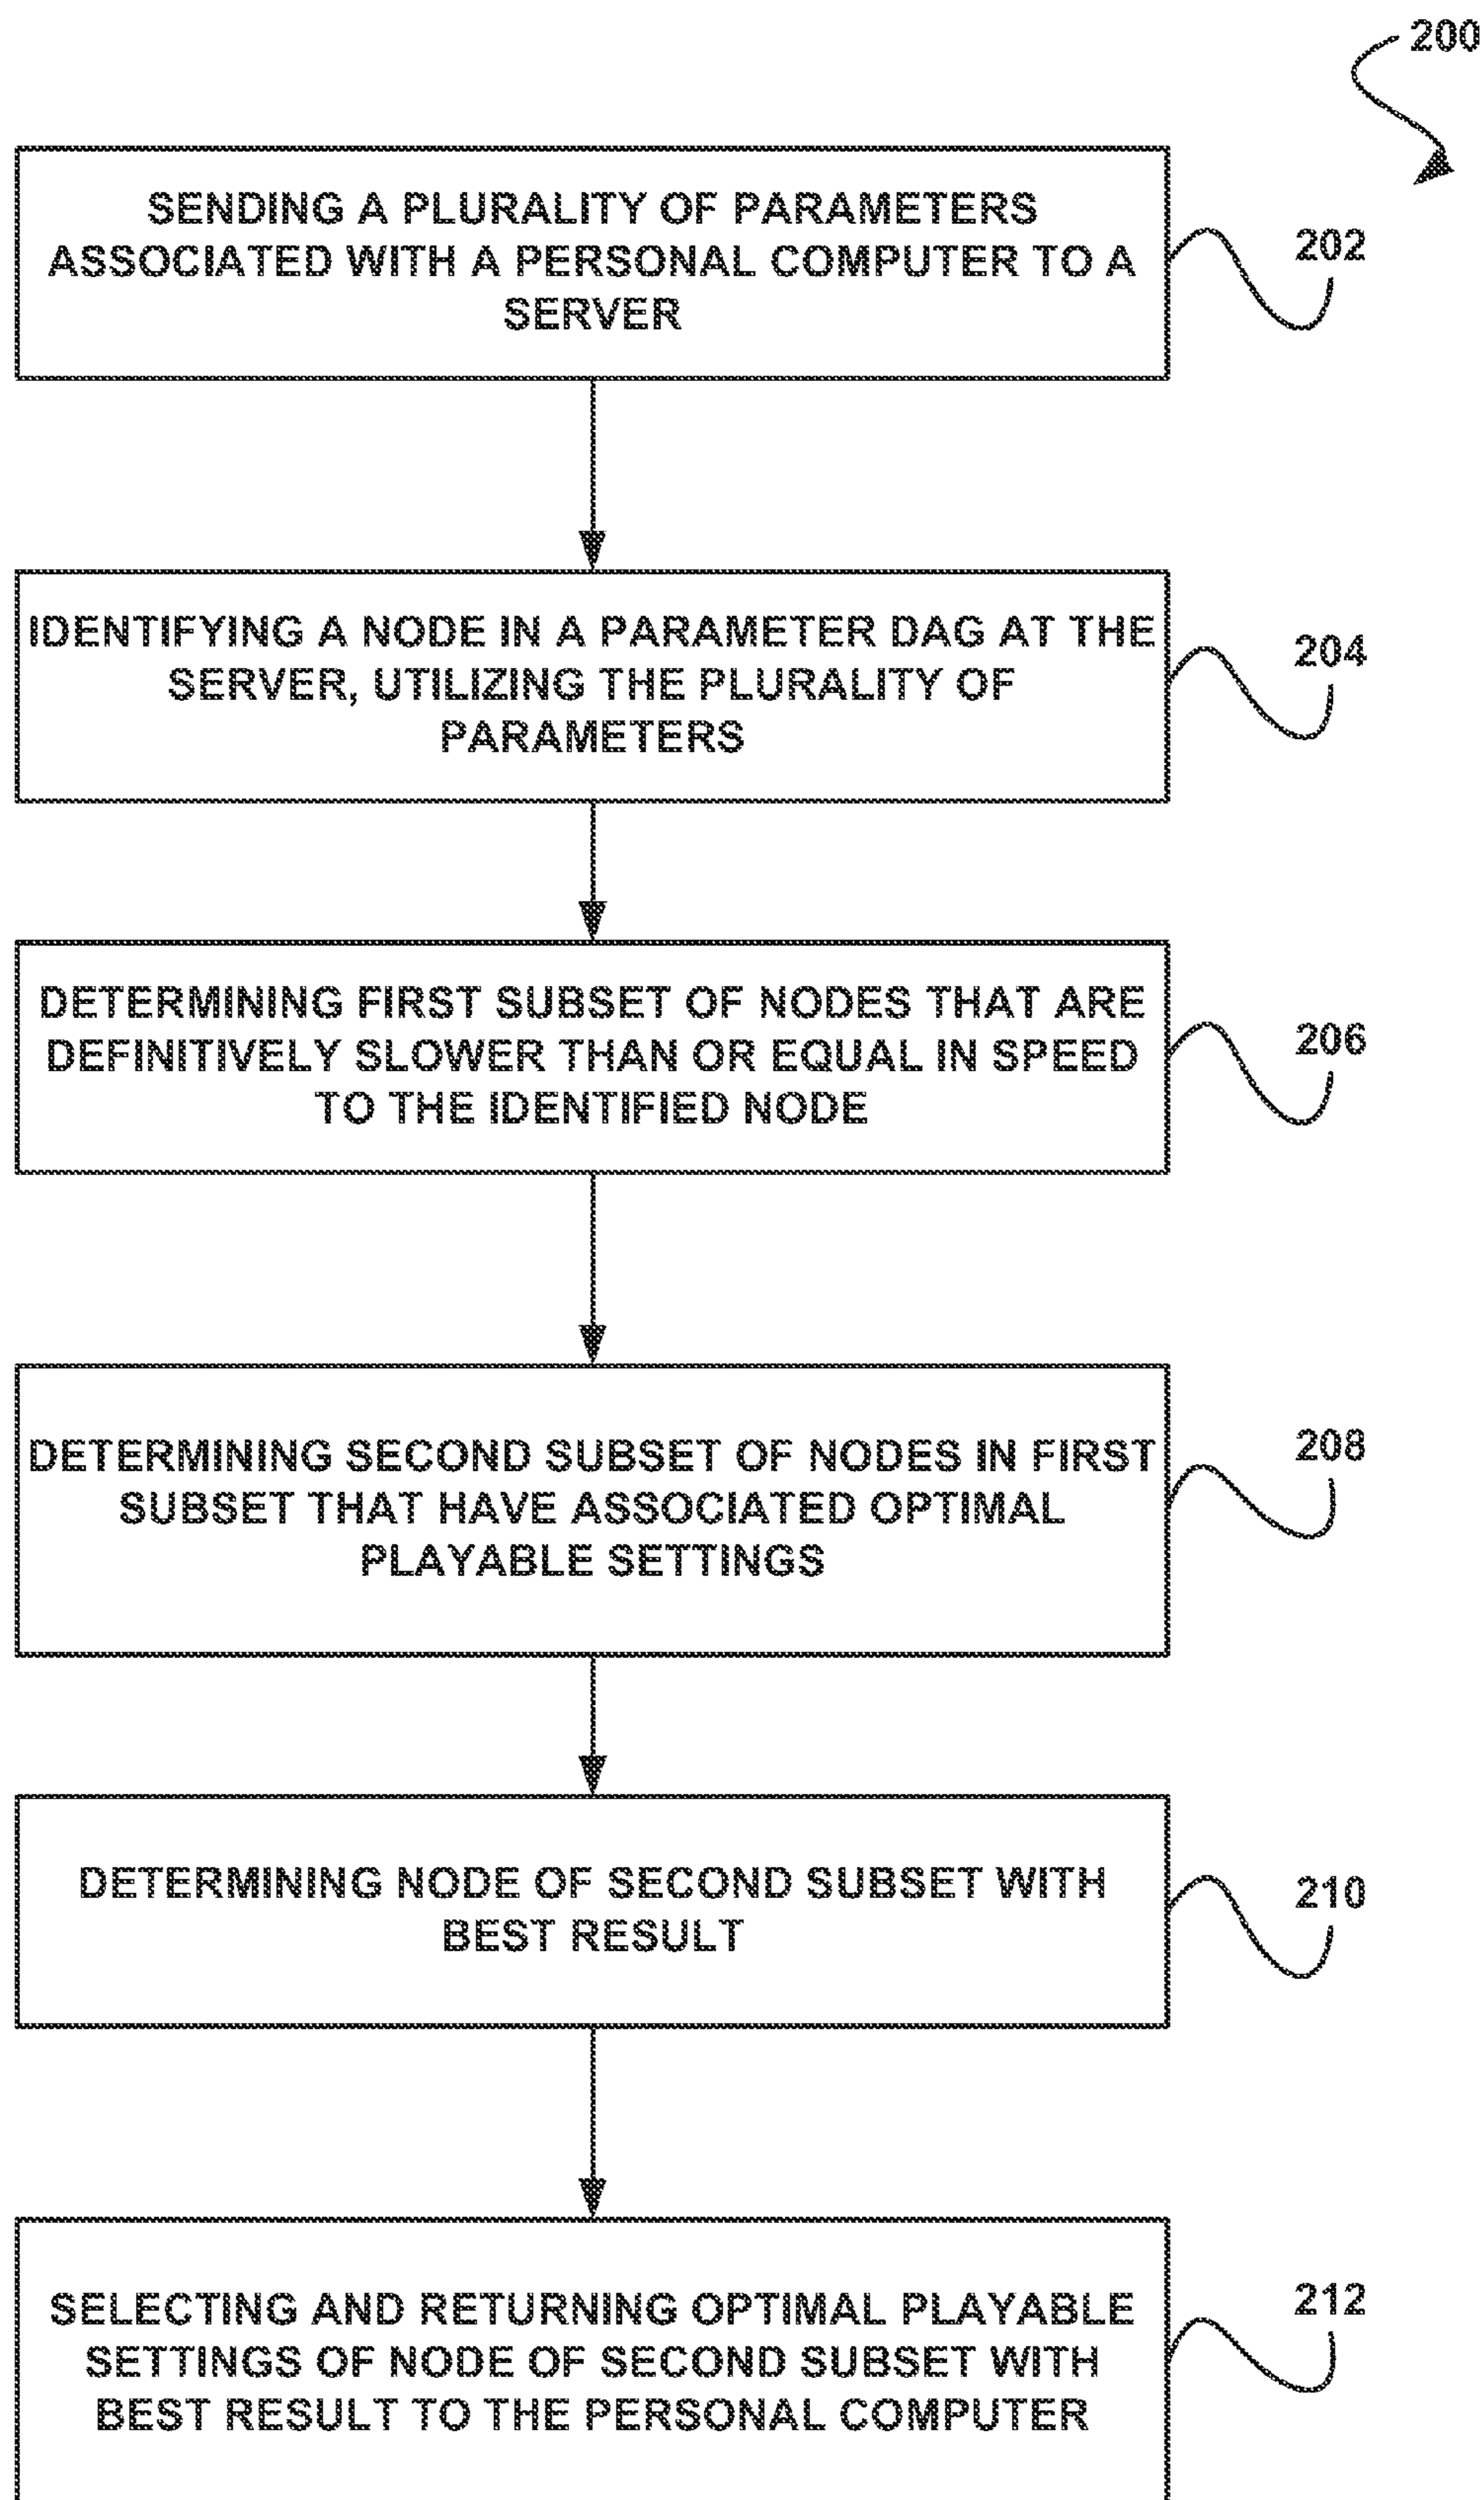 200
SENDING A PLURALITY OF PARAMETERS
ASSOCIATED WITH A PERSONAL COMPUTER TO A
SERVER
202
IDENTIFYING A NODE IN A PARAMETER DAG AT THE
SERVER, UTILIZING THE PLURALITY OF
PARAMETERS
204
DETERMINING FIRST SUBSET OF NODES THAT ARE
DEFINITIVELY SLOWER THAN OR EQUAL IN SPEED
TO THE IDENTIFIED NODE
206
DETERMINING SECOND SUBSET OF NODES IN FIRST
SUBSET THAT HAVE ASSOCIATED OPTIMAL
PLAYABLE SETTINGS
208
DETERMINING NODE OF SECOND SUBSET WITH
BEST RESULT
210
SELECTING AND RETURNING OPTIMAL PLAYABLE
SETTINGS OF NODE OF SECOND SUBSET WITH
BEST RESULT TO THE PERSONAL COMPUTER
212